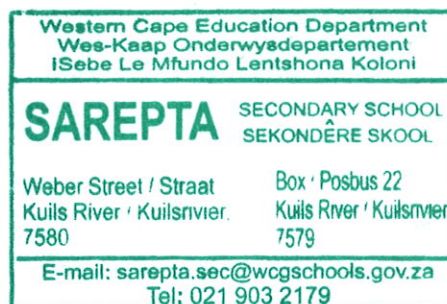 Western Cape Education Department
Wes-Kaap Onderwysdepartement
iSebe Le Mfundo Lentshona Koloni
SAREPTA SECONDARY SCHOOL
SEKONDÊRE SKOOL
Weber Street / Straat
Kuils River / Kuilsrivier.
7580
Box / Posbus 22
Kuils River / Kuilsrivier
7579
E-mail: sarepta.sec@wcgschools.gov.za
Tel: 021 903 2179